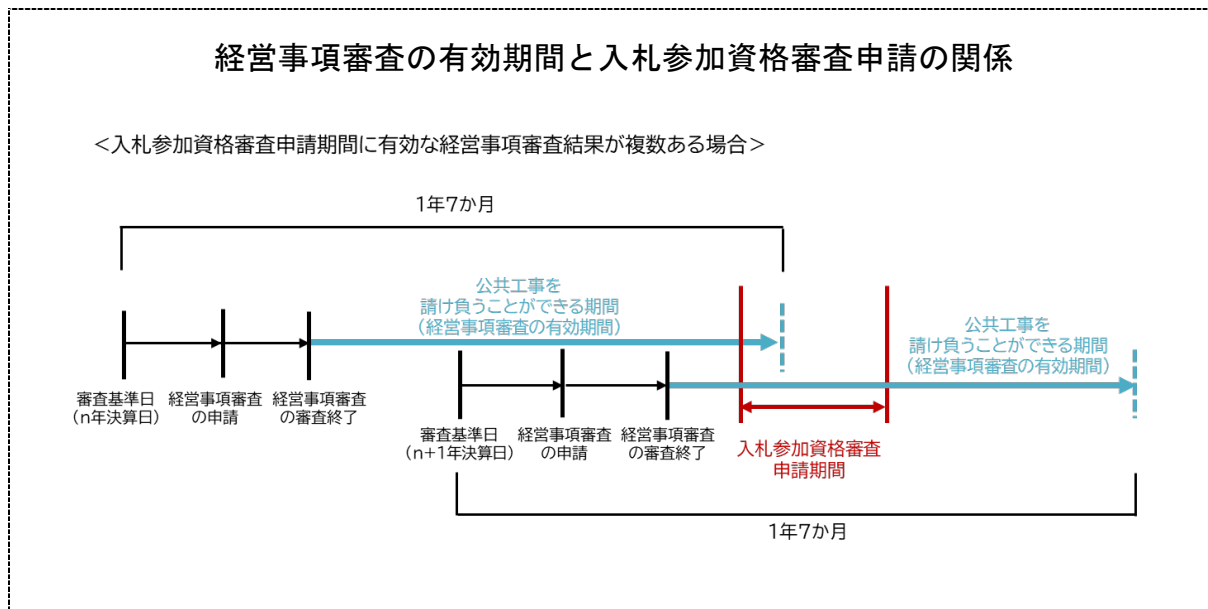 経営事項審査の有効期間と入札参加資格審査申請の関係
＜入札参加資格審査申請期間に有効な経営事項審査結果が複数ある場合＞
1年7か月
公共工事を
請け負うことができる期間
（経営事項審査の有効期間）
審査基準日
（n年決算日）
経営事項審査
の申請
経営事項審査
の審査終了
公共工事を
請け負うことができる期間
（経営事項審査の有効期間）
審査基準日
（n+1年決算日）
経営事項審査
の申請
経営事項審査
の審査終了
入札参加資格審査
申請期間
1年7か月